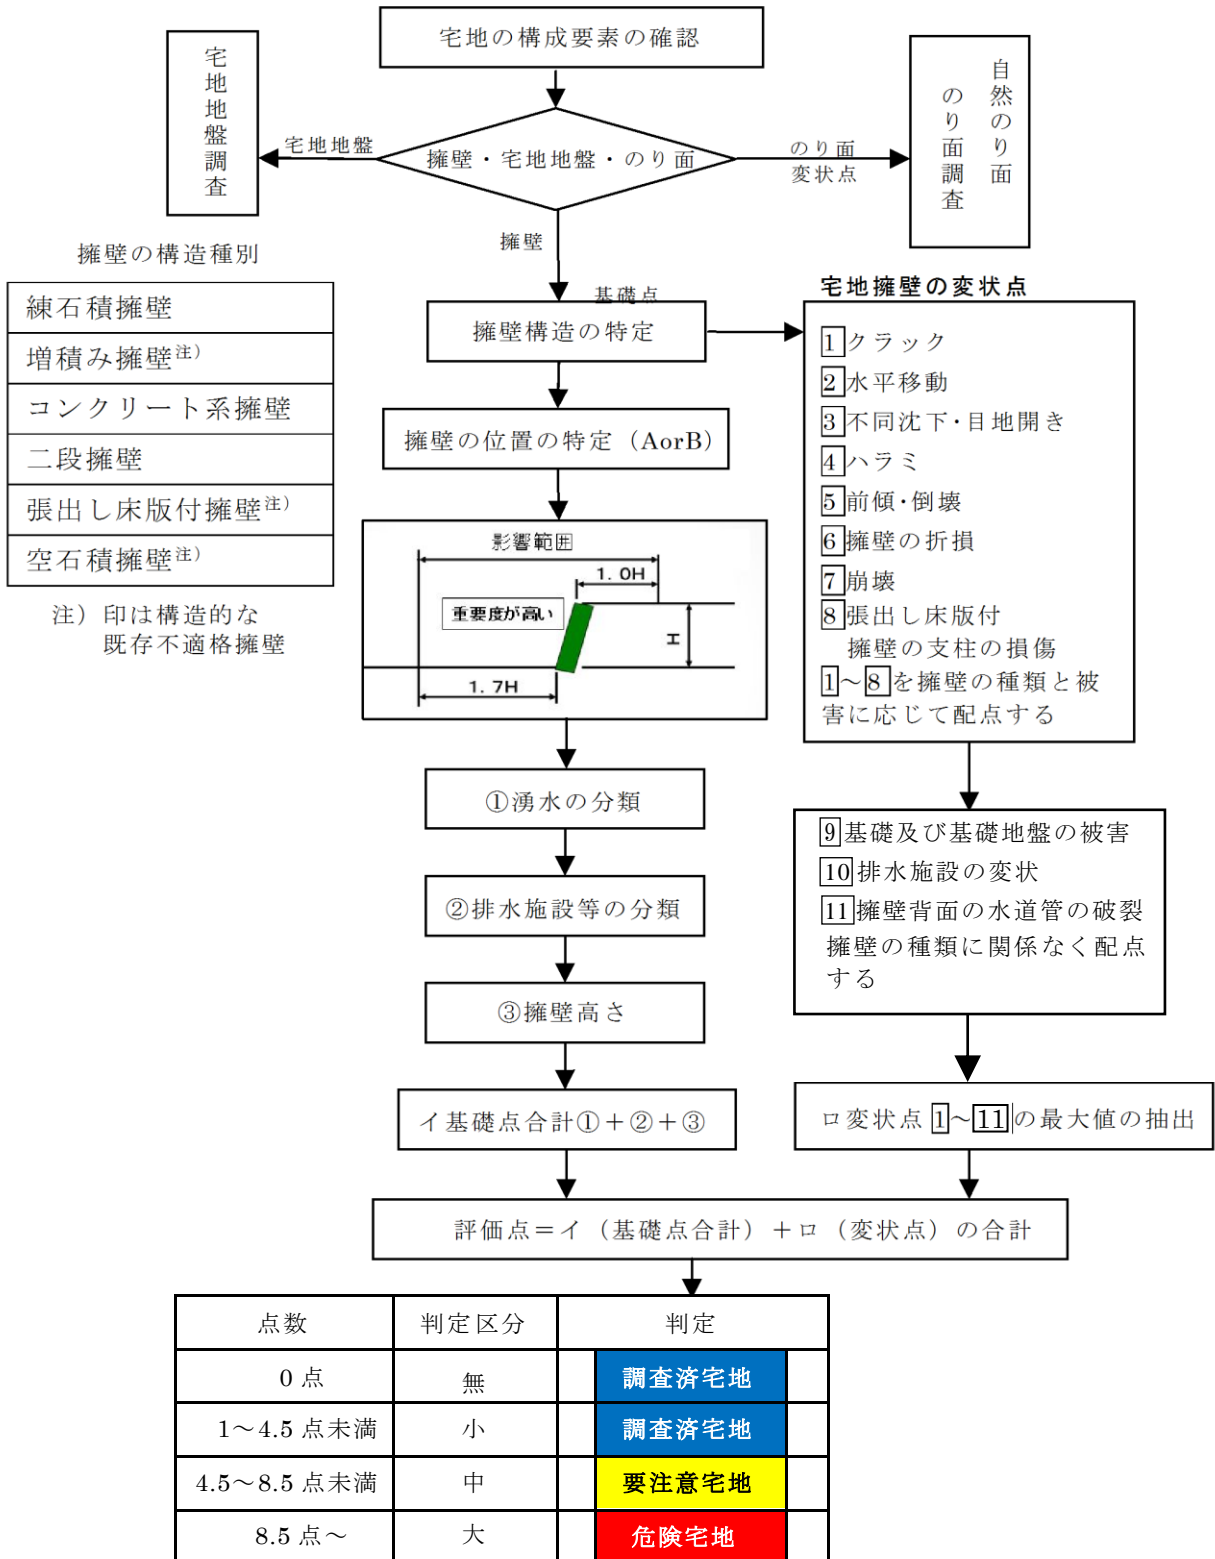 宅地の構成要素の確認
宅地地盤調査
自然のり面
のり面調査
宅地地盤
擁壁・宅地地盤・のり面
のり面
変状点
擁壁
擁壁の構造種別
練石積擁壁
増積み擁壁注）
コンクリート系擁壁
二段擁壁
張出し床版付擁壁注）
空石積擁壁注）
注）印は構造的な
既存不適格擁壁
基礎点
擁壁構造の特定
擁壁の位置の特定（AorB）
影響範囲
1.0H
重要度が高い
H
1.7H
①湧水の分類
②排水施設等の分類
③擁壁高さ
イ基礎点合計①＋②＋③
宅地擁壁の変状点
1クラック
2水平移動
3不同沈下・目地開き
4ハラミ
5前傾・倒壊
6擁壁の折損
7崩壊
8張出し床版付
擁壁の支柱の損傷
1～8を擁壁の種類と被
害に応じて配点する
9基礎及び基礎地盤の被害
10排水施設の変状
11擁壁背面の水道管の破裂
擁壁の種類に関係なく配点
する
ロ変状点 1～11の最大値の抽出
評価点＝イ（基礎点合計）＋ロ（変状点）の合計
点数 判定区分 判定
0点 無 調査済宅地
1～4.5点未満 小 調査済宅地
4.5～8.5点未満 中 要注意宅地
8.5点～ 大 危険宅地